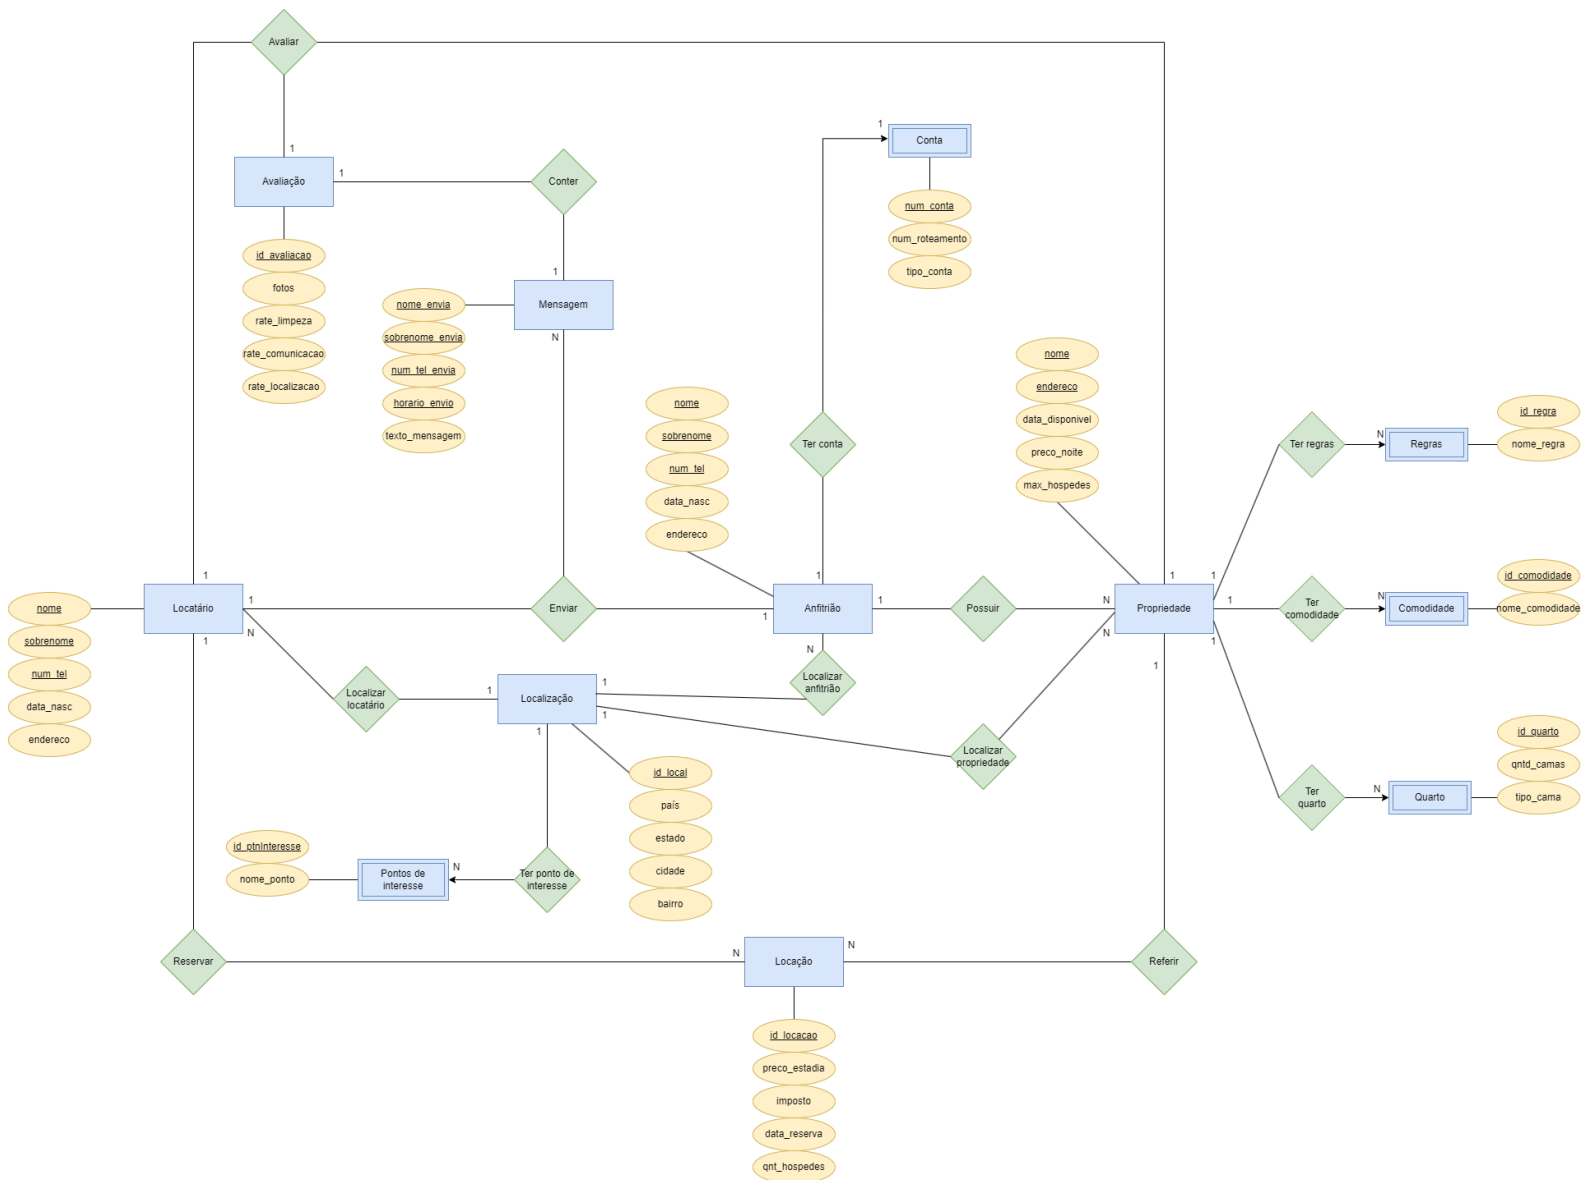 Avaliar
1
Conta
1
Avaliação
1
Conter
id_avaliacao
fotos
rate_limpeza
rate_comunicacao
rate_localizacao
num_conta
num_roteamento
tipo_conta
1
Mensagem
N
nome_envia
sobrenome_envia
num_tel_envia
horario_envio
texto_mensagem
nome
sobrenome
num_tel
data_nasc
endereco
Ter conta
nome
endereco
data_disponivel
preco_noite
max_hospedes
Ter regras
N
Regras
id_regra
nome_regra
1
Locatário
1
N
1
nome
sobrenome
num_tel
data_nasc
endereco
Enviar
1
1
Anfitrião
1
N
Possuir
N
N
1
Propriedade
1
1
1
1
Ter
comodidade
N
Comodidade
id_comodidade
nome_comodidade
Localizar
locatário
1
Localização
1
1
1
Localizar
anfitrião
Localizar
propriedade
Ter
quarto
N
Quarto
id_quarto
qntd_camas
tipo_cama
id_local
país
estado
cidade
bairro
id_ptnInteresse
nome_ponto
Pontos de
interesse
N
Ter ponto de
interesse
Reservar
N
Locação
N
Referir
id_locacao
preco_estadia
imposto
data_reserva
qnt_hospedes